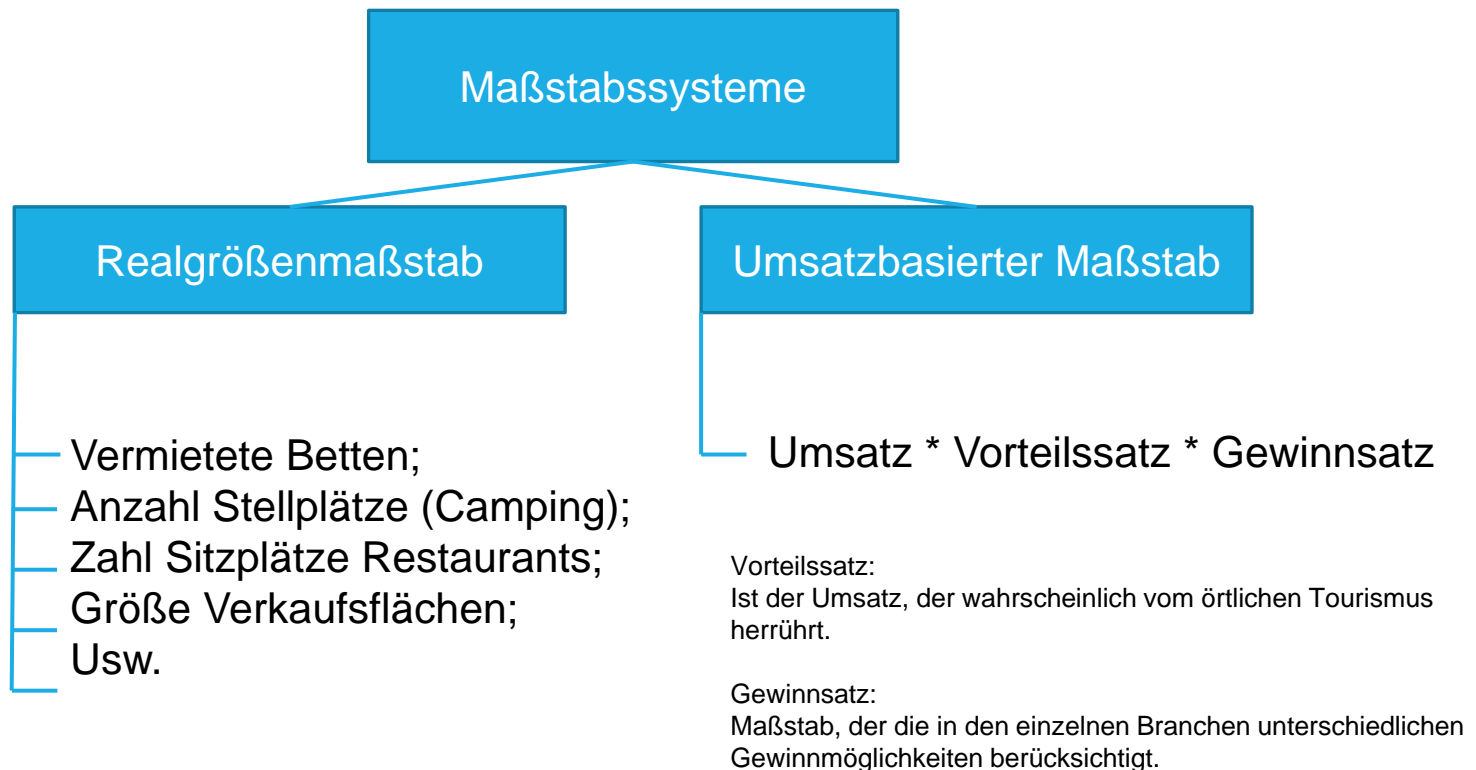 Maßstabssysteme
Realgrößenmaßstab
Umsatzbasierter Maßstab
Vermietete Betten;
Anzahl Stellplätze (Camping);
Zahl Sitzplätze Restaurants;
Größe Verkaufsflächen;
Usw.
Umsatz * Vorteilssatz * Gewinnsatz
Vorteilssatz:
Ist der Umsatz, der wahrscheinlich vom örtlichen Tourismus
herrührt.
Gewinnsatz:
Maßstab, der die in den einzelnen Branchen unterschiedlichen
Gewinnmöglichkeiten berücksichtigt.